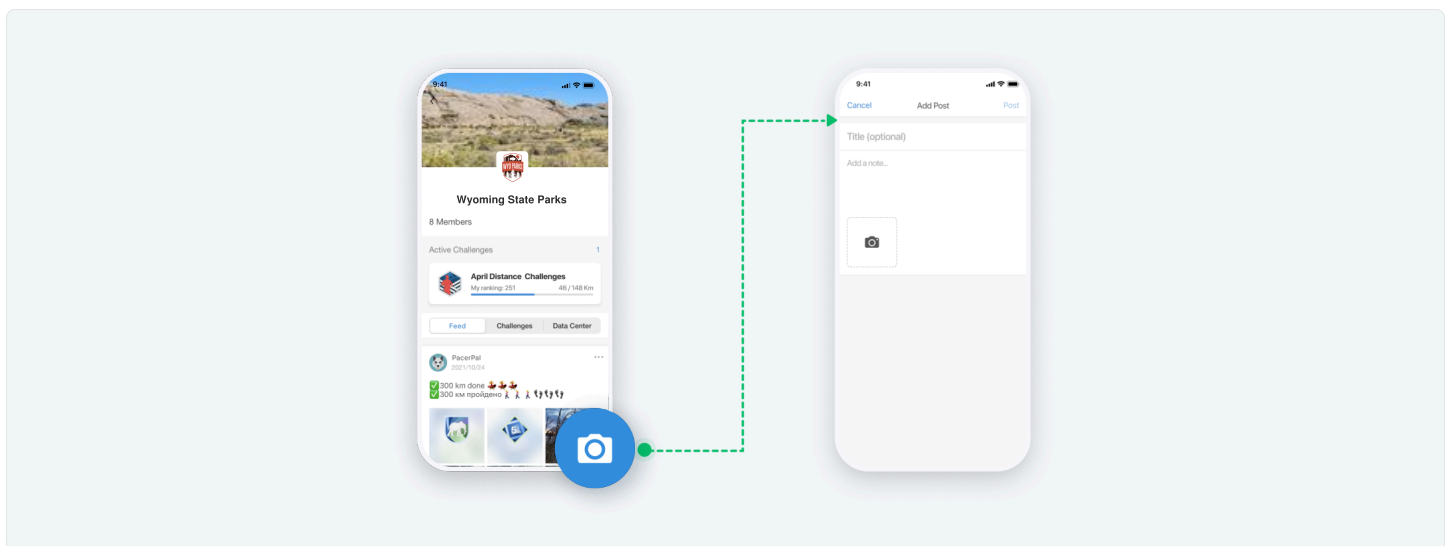 9:41
WYO PARKS
Wyoming State Parks
8 Members
Active Challenges 1
April Distance Challenges
My ranking: 251 46 / 148 Km
Feed Challenges Data Center
PacerPal
2021/10/24
✅300 km done 💃💃💃
✅300 км пройдено 🚶🚶🚶👣👣👣
9:41
Cancel Add Post Post
Title (optional)
Add a note...